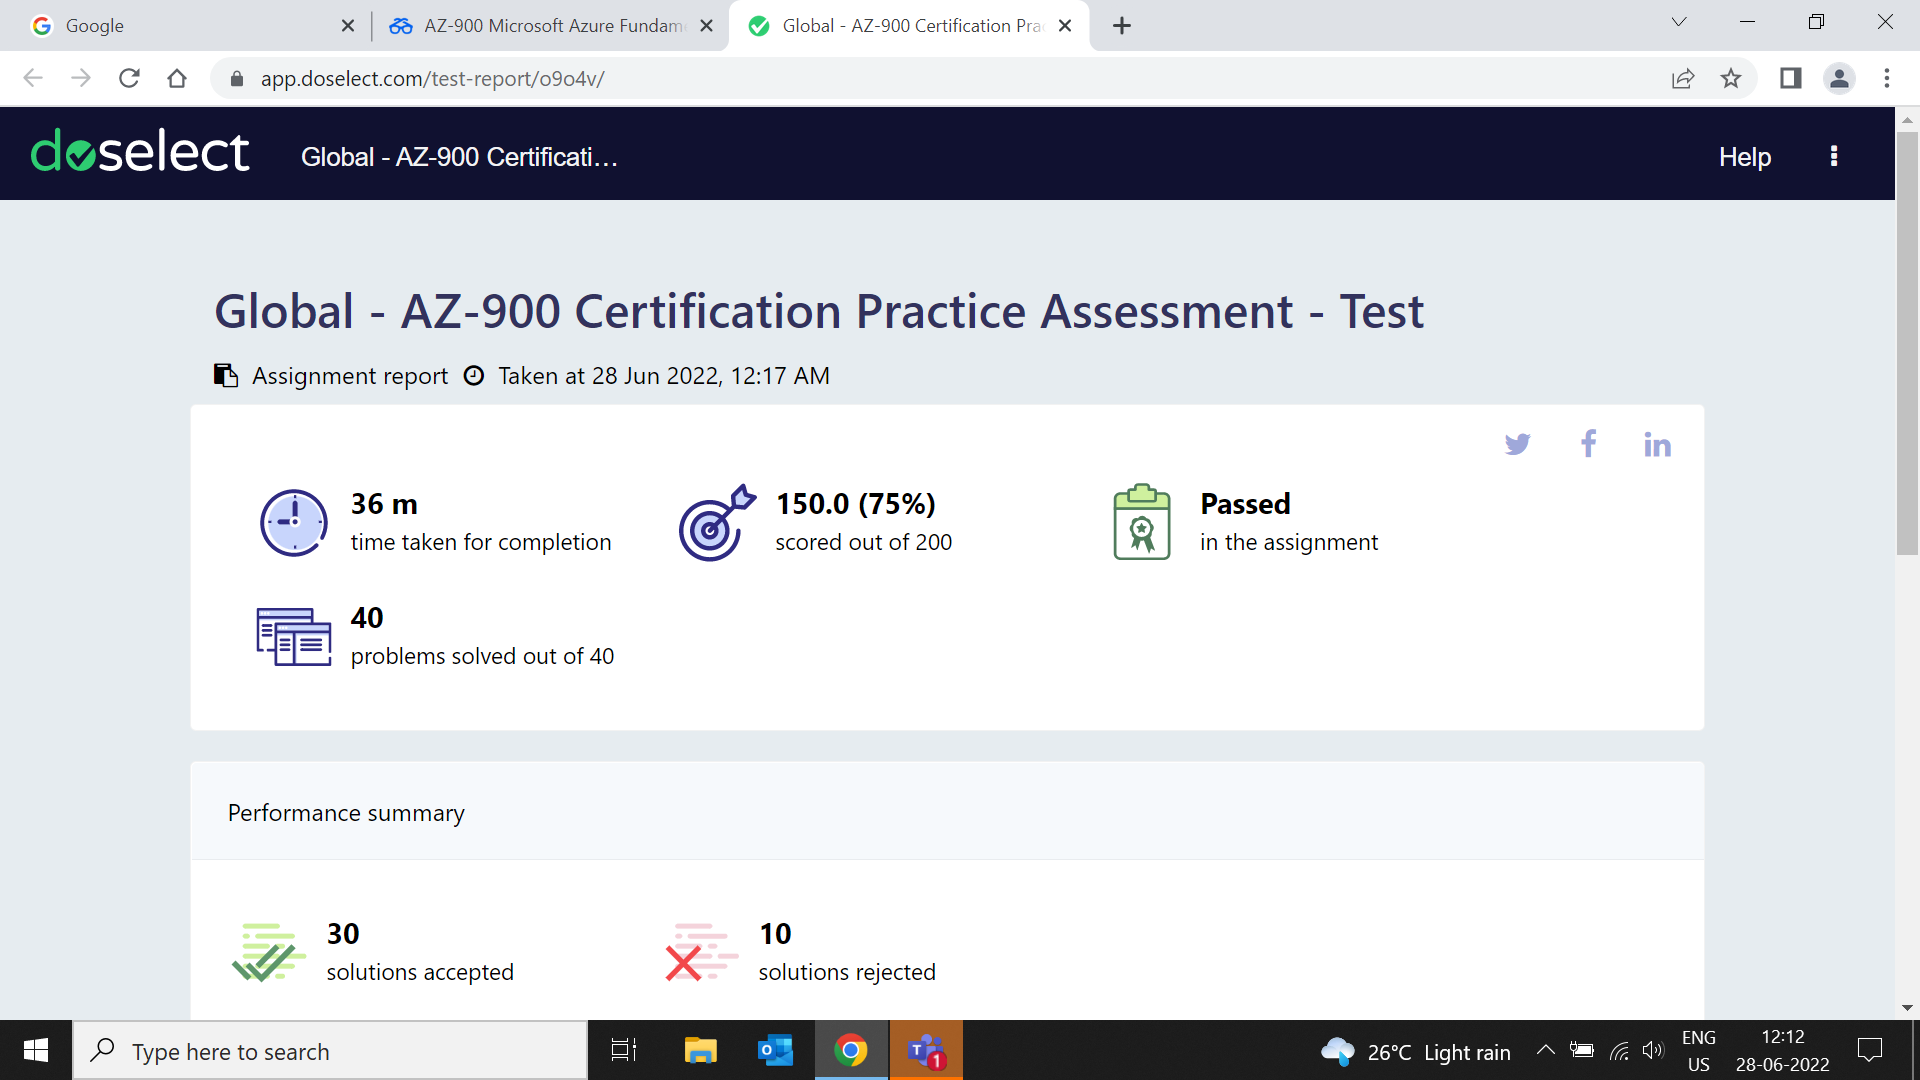 Google
AZ-900 Microsoft Azure Fundam
Global - AZ-900 Certification Pra
app.doselect.com/test-report/o9o4v/
doselect
Global - AZ-900 Certificati...
Help
Global - AZ-900 Certification Practice Assessment - Test
Assignment report Taken at 28 Jun 2022, 12:17 AM
36 m
time taken for completion
150.0 (75%)
scored out of 200
Passed
in the assignment
40
problems solved out of 40
Performance summary
30
solutions accepted
10
solutions rejected
Type here to search
1
26°C Light rain
ENG
US
12:12
28-06-2022